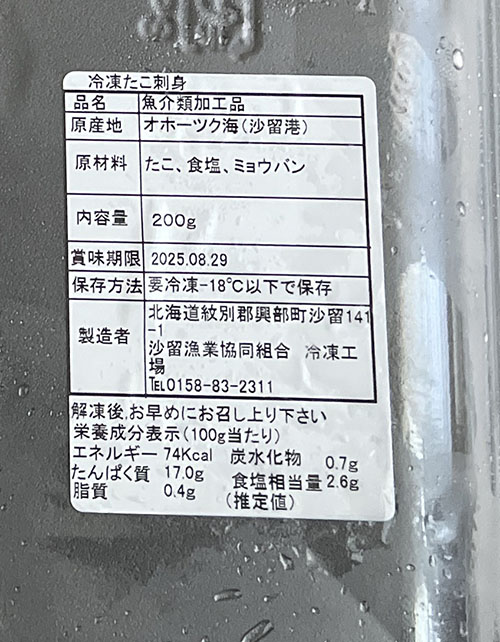 冷凍たこ刺身
品名 魚介類加工品
原産地 オホーツク海(沙留港)
原材料 たこ、食塩、ミョウバン
内容量 200g
賞味期限 2025.08.29
保存方法 要冷凍-18℃以下で保存
製造者 北海道紋別郡興部町沙留141
-1
沙留漁業協同組合 冷凍工
場
℡0158-83-2311
解凍後、お早めにお召し上り下さい
栄養成分表示(100g当たり)
エネルギー 74Kcal 炭水化物 0.7g
たんぱく質 17.0g 食塩相当量 2.6g
脂質 0.4g (推定値)